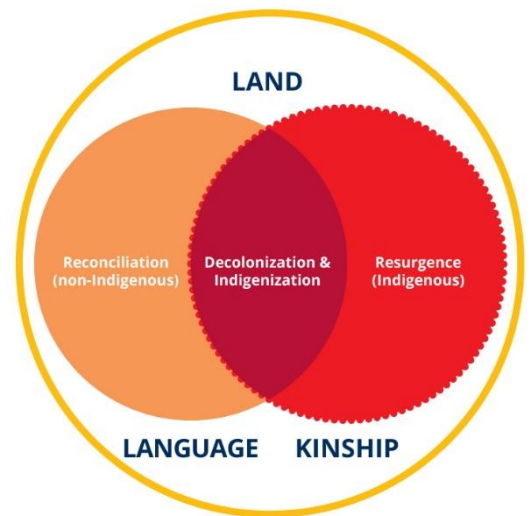 LAND
Reconciliation
(non-Indigenous)
Decolonization &
Indigenization
Resurgence
(Indigenous)
LANGUAGE
KINSHIP